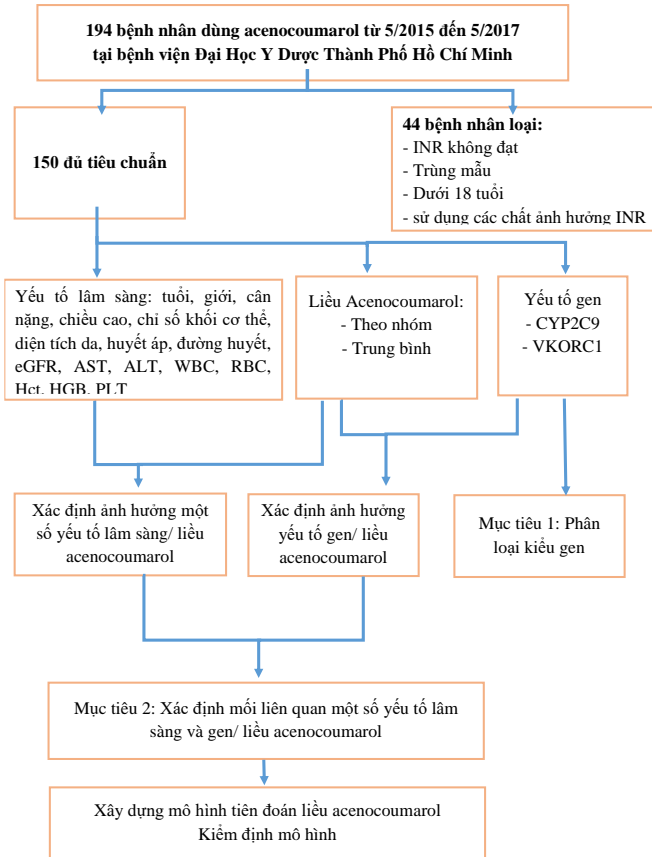 194 bệnh nhân dùng acenocoumarol từ 5/2015 đến 5/2017
tại bệnh viện Đại Học Y Dược Thành Phố Hồ Chí Minh
150 đủ tiêu chuẩn
44 bệnh nhân loại:
- INR không đạt
- Trùng mẫu
- Dưới 18 tuổi
- sử dụng các chất ảnh hưởng INR
Yếu tố lâm sàng: tuổi, giới, cân
nặng, chiều cao, chỉ số khối cơ thể,
diện tích da, huyết áp, đường huyết,
eGFR, AST, ALT, WBC, RBC,
Hct, HGB, PLT
Liều Acenocoumarol:
- Theo nhóm
- Trung bình
Yếu tố gen
- CYP2C9
- VKORC1
Xác định ảnh hưởng một
số yếu tố lâm sàng/ liều
acenocoumarol
Xác định ảnh hưởng
yếu tố gen/ liều
acenocoumarol
Mục tiêu 1: Phân
loại kiểu gen
Mục tiêu 2: Xác định mối liên quan một số yếu tố lâm
sàng và gen/ liều acenocoumarol
Xây dựng mô hình tiên đoán liều acenocoumarol
Kiểm định mô hình